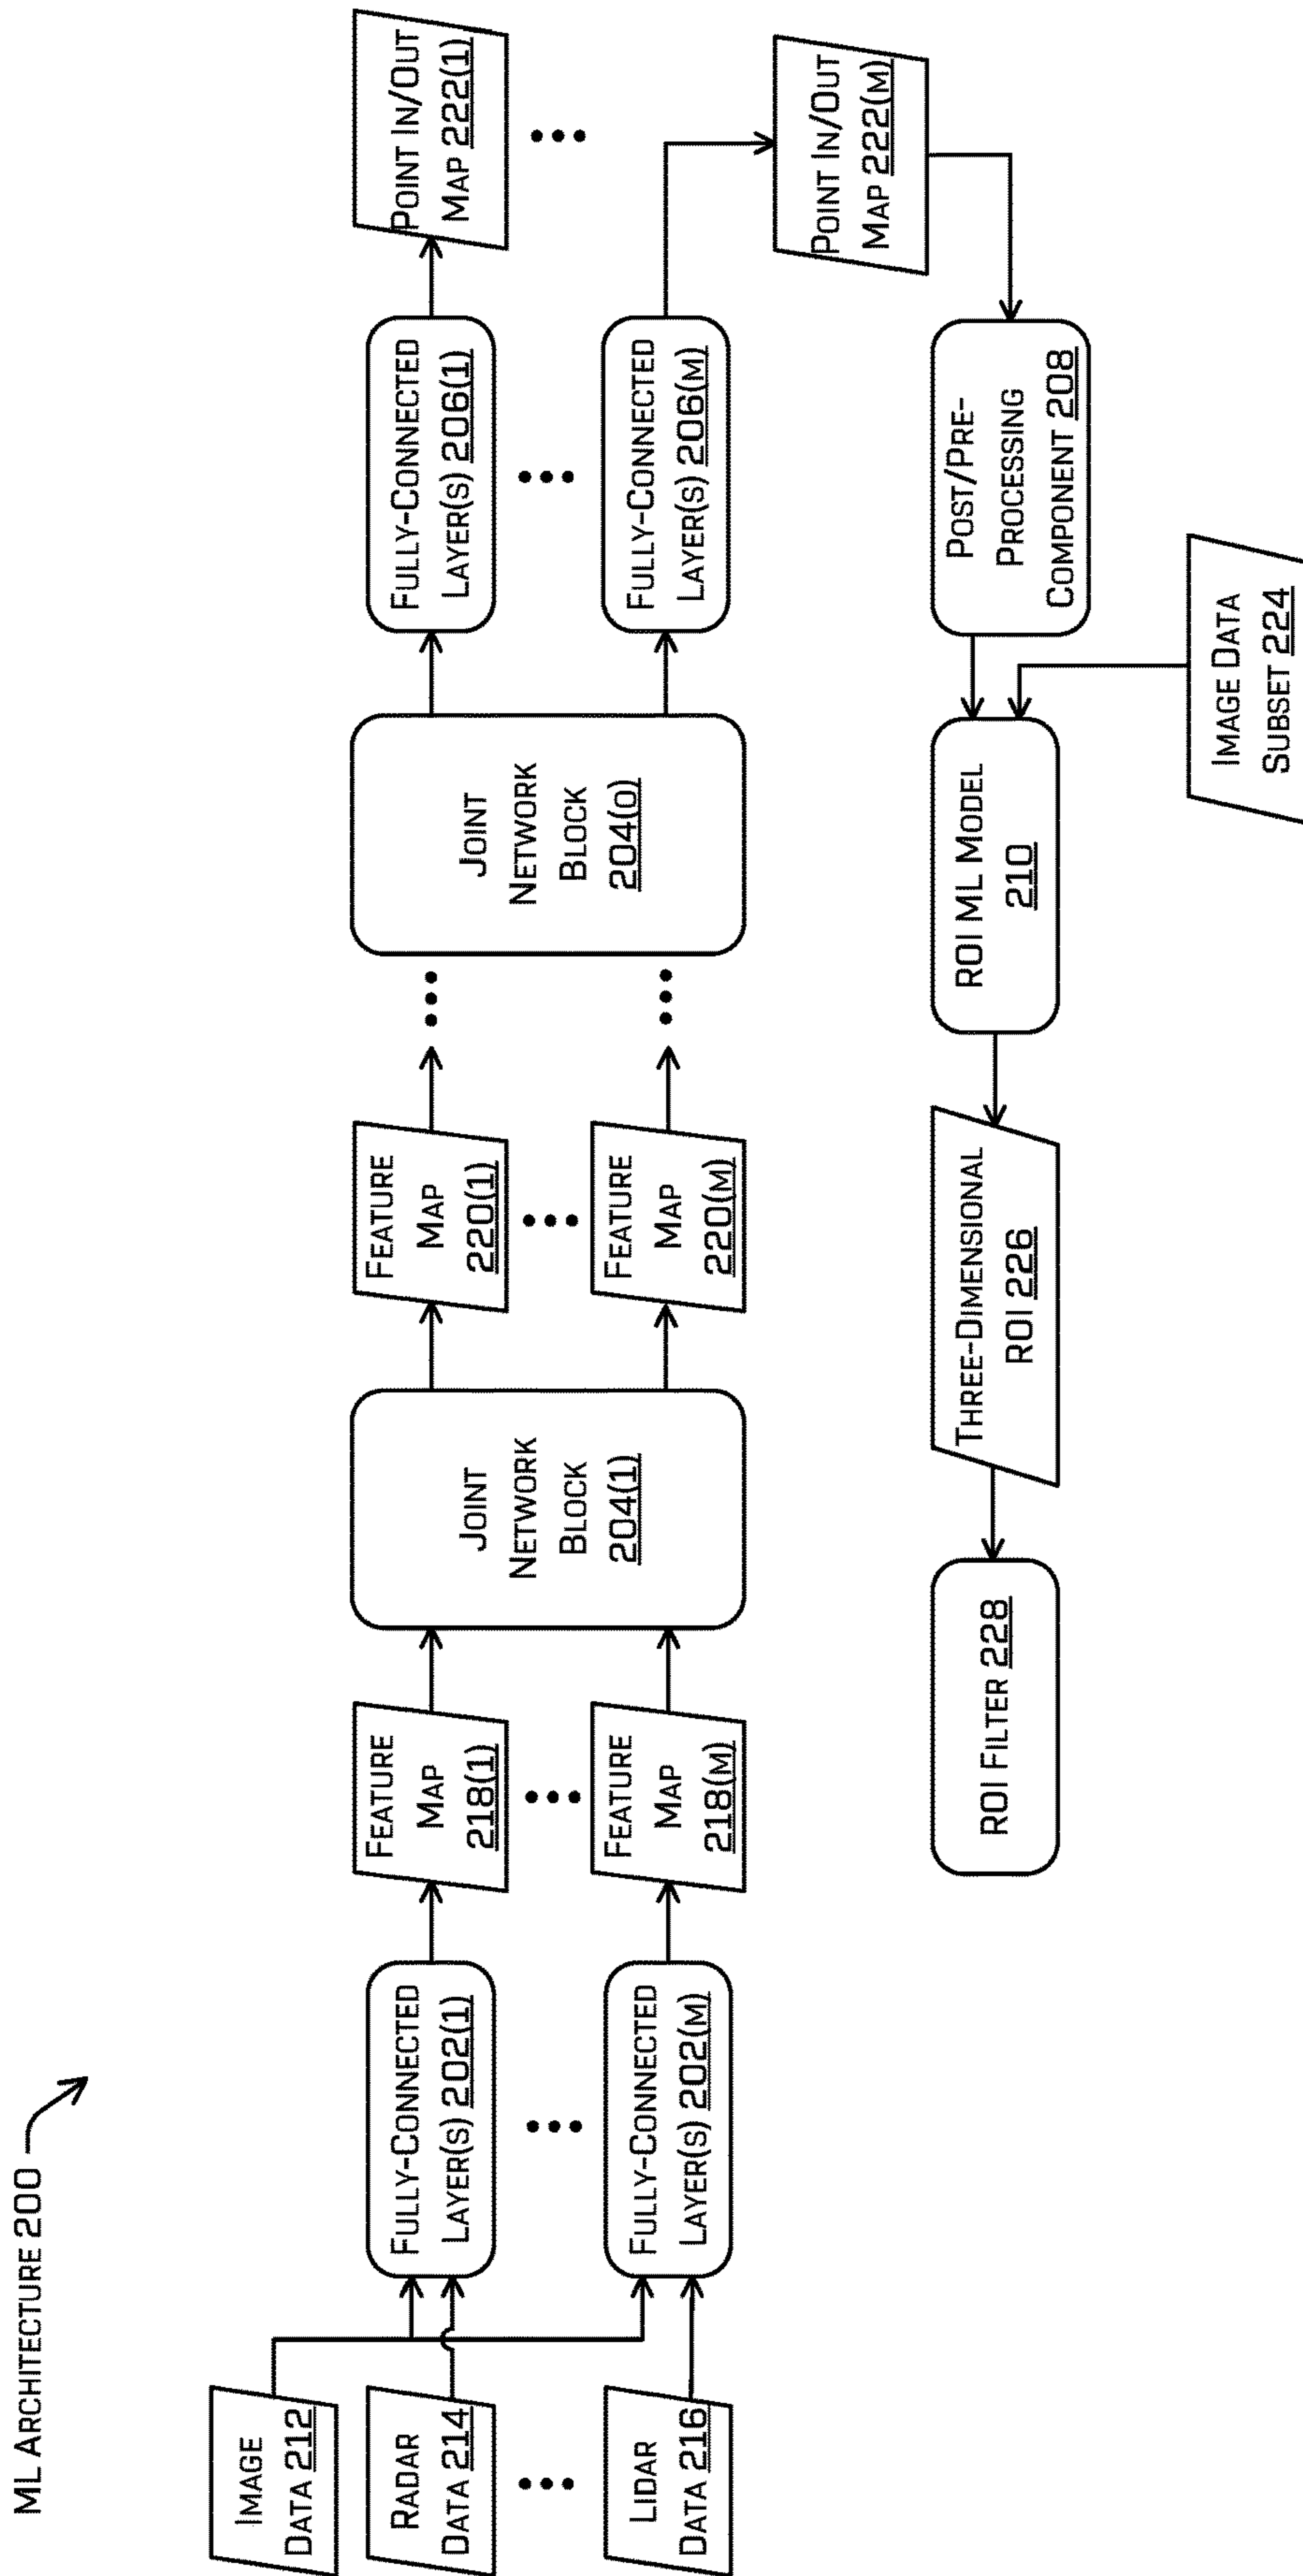 ML ARCHITECTURE 200
IMAGE
DATA 212
RADAR
DATA 214
LIDAR
DATA 216
FULLY-CONNECTED
LAYER(S) 202(1)
FULLY-CONNECTED
LAYER(S) 202(M)
FEATURE
MAP
218(1)
FEATURE
MAP
218(M)
JOINT
NETWORK
BLOCK
204(1)
FEATURE
MAP
220(1)
FEATURE
MAP
220(M)
JOINT
NETWORK
BLOCK
204(O)
FULLY-CONNECTED
LAYER(S) 206(1)
FULLY-CONNECTED
LAYER(S) 206(M)
POINT IN/OUT
MAP 222(1)
POINT IN/OUT
MAP 222(M)
POST/PRE-
PROCESSING
COMPONENT 208
IMAGE DATA
SUBSET 224
ROI ML MODEL
210
THREE-DIMENSIONAL
ROI 226
ROI FILTER 228